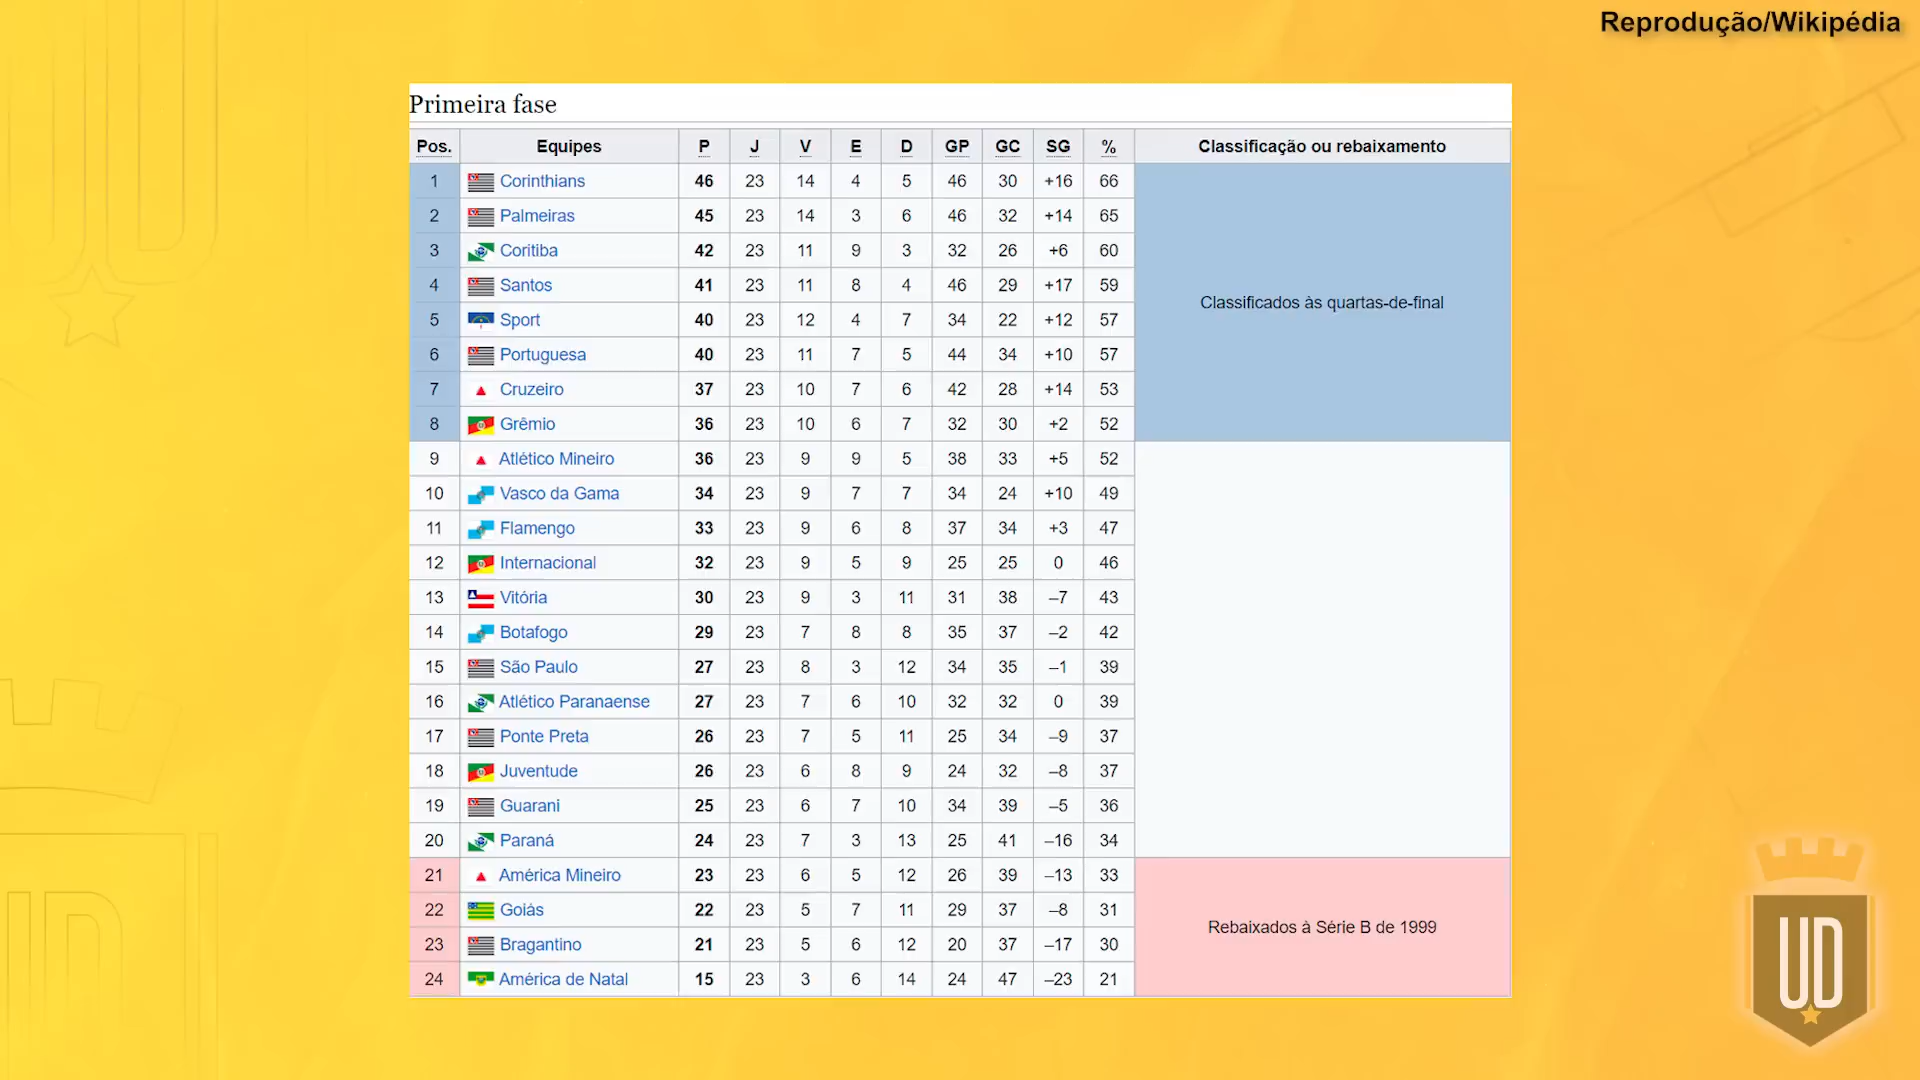 Reprodução/Wikipédia
Primeira fase
Pos. Equipes P J V E D GP GC SG % Classificação ou rebaixamento
1 Corinthians 46 23 14 4 5 46 30 +16 66
2 Palmeiras 45 23 14 3 6 46 32 +14 65
3 Coritiba 42 23 11 9 3 32 26 +6 60
4 Santos 41 23 11 8 4 46 29 +17 59
Classificados às quartas-de-final
5 Sport 40 23 12 4 7 34 22 +12 57
6 Portuguesa 40 23 11 7 5 44 34 +10 57
7 Cruzeiro 37 23 10 7 6 42 28 +14 53
8 Grêmio 36 23 10 6 7 32 30 +2 52
9 Atlético Mineiro 36 23 9 9 5 38 33 +5 52
10 Vasco da Gama 34 23 9 7 7 34 24 +10 49
11 Flamengo 33 23 9 6 8 37 34 +3 47
12 Internacional 32 23 9 5 9 25 25 0 46
13 Vitória 30 23 9 3 11 31 38 –7 43
14 Botafogo 29 23 7 8 8 35 37 –2 42
15 São Paulo 27 23 8 3 12 34 35 –1 39
16 Atlético Paranaense 27 23 7 6 10 32 32 0 39
17 Ponte Preta 26 23 7 5 11 25 34 –9 37
18 Juventude 26 23 6 8 9 24 32 –8 37
19 Guarani 25 23 6 7 10 34 39 –5 36
20 Paraná 24 23 7 3 13 25 41 –16 34
21 América Mineiro 23 23 6 5 12 26 39 –13 33
22 Goiás 22 23 5 7 11 29 37 –8 31
Rebaixados à Série B de 1999
23 Bragantino 21 23 5 6 12 20 37 –17 30
24 América de Natal 15 23 3 6 14 24 47 –23 21
UD